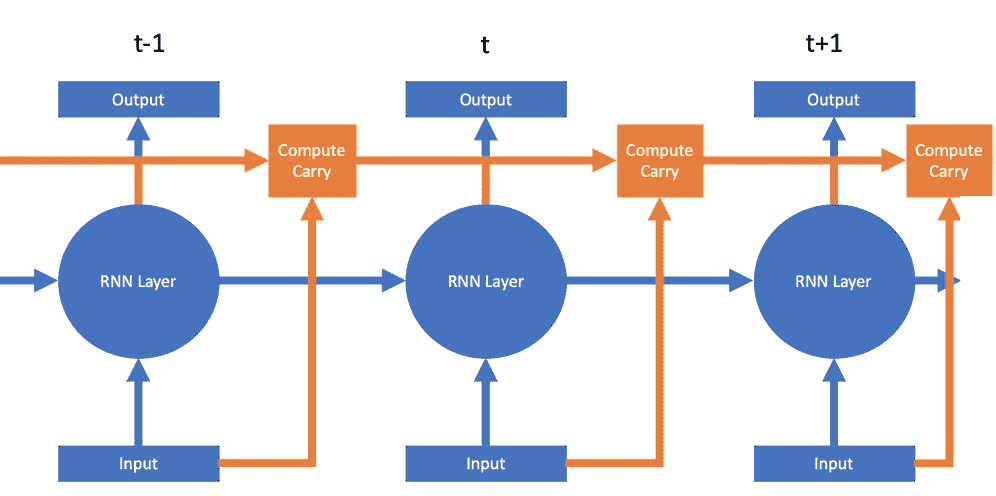 t-1
t
t+1
Output
Output
Output
Compute
Carry
Compute
Carry
Compute
Carry
RNN Layer
RNN Layer
RNN Layer
Input
Input
Input